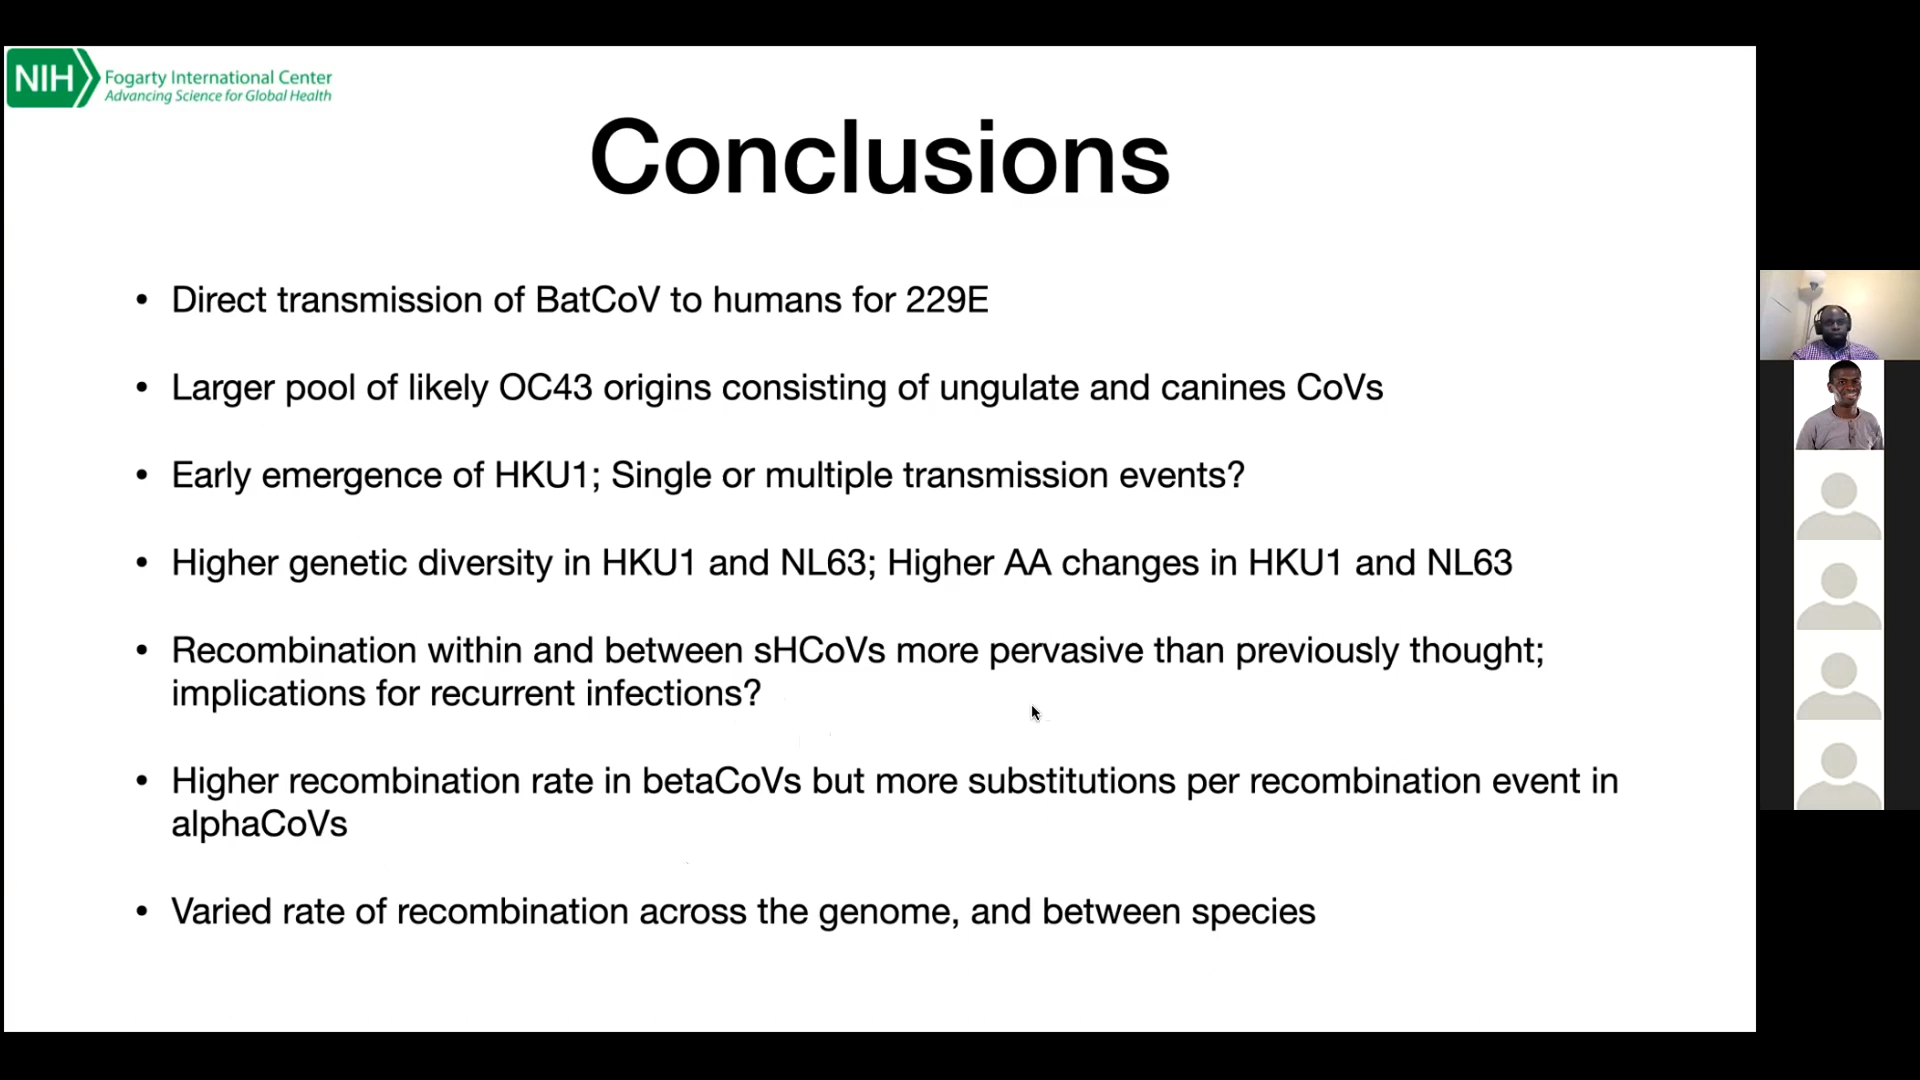 NIH
Fogarty International Center
Advancing Science for Global Health
Conclusions
• Direct transmission of BatCoV to humans for 229E
• Larger pool of likely OC43 origins consisting of ungulate and canines CoVs
• Early emergence of HKU1; Single or multiple transmission events?
• Higher genetic diversity in HKU1 and NL63; Higher AA changes in HKU1 and NL63
• Recombination within and between sHCoVs more pervasive than previously thought;
implications for recurrent infections?
• Higher recombination rate in betaCoVs but more substitutions per recombination event in
alphaCoVs
• Varied rate of recombination across the genome, and between species